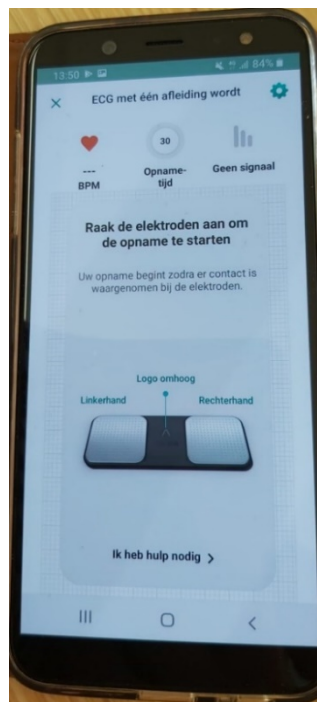 13:50 84%
ECG met één afleiding wordt
30
---
BPM
Opname-
tijd
Geen signaal
Raak de elektroden aan om
de opname te starten
Uw opname begint zodra er contact is
waargenomen bij de elektroden.
Logo omhoog
Linkerhand Rechterhand
Ik heb hulp nodig >